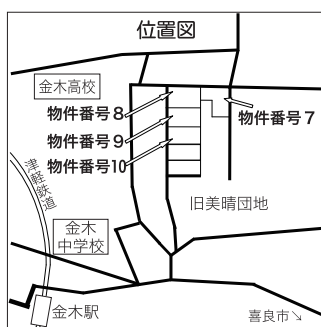 位置図
金木高校
物件番号8
物件番号7
物件番号9
物件番号10
津軽鉄道
旧美晴団地
金木
中学校
金木駅
喜良市↘